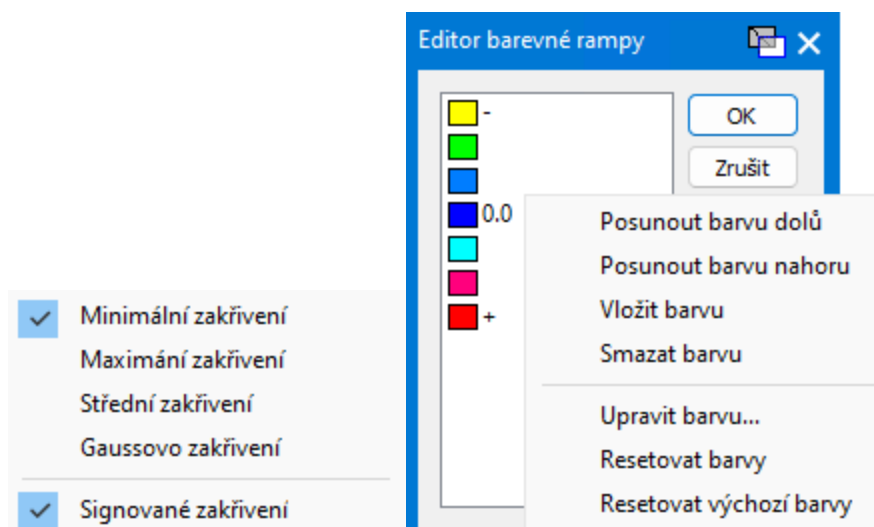 Editor barevné rampy
-
OK
Zrušit
0.0
+
Posunout barvu dolů
Posunout barvu nahoru
Vložit barvu
Smazat barvu
Upravit barvu...
Resetovat barvy
Resetovat výchozí barvy
Minimální zakřivení
Maximání zakřivení
Střední zakřivení
Gaussovo zakřivení
Signované zakřivení